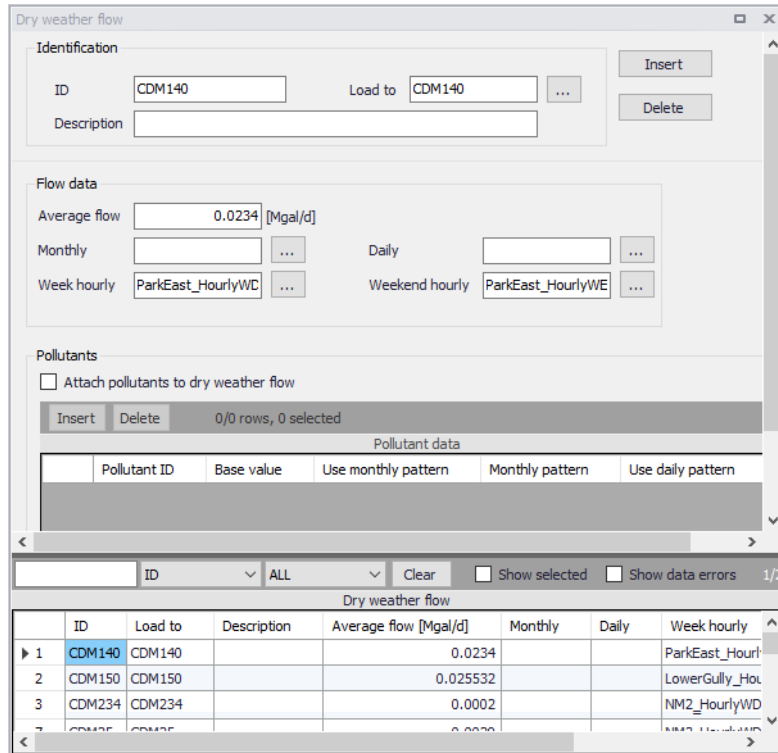 Dry weather flow
Identification
Insert
ID CDM140 Load to CDM140 ...
Delete
Description
Flow data
Average flow 0.0234 [Mgal/d]
Monthly ... Daily ...
Week hourly ParkEast_HourlyWD ... Weekend hourly ParkEast_HourlyWE ...
Pollutants
Attach pollutants to dry weather flow
Insert Delete 0/0 rows, 0 selected
Pollutant data
Pollutant ID Base value Use monthly pattern Monthly pattern Use daily pattern
ID ALL Clear Show selected Show data errors
Dry weather flow
ID Load to Description Average flow [Mgal/d] Monthly Daily Week hourly
1 CDM140 CDM140 0.0234 ParkEast_Hourl
2 CDM150 CDM150 0.025532 LowerGully_Hou
3 CDM234 CDM234 0.0002 NM2_HourlyWD